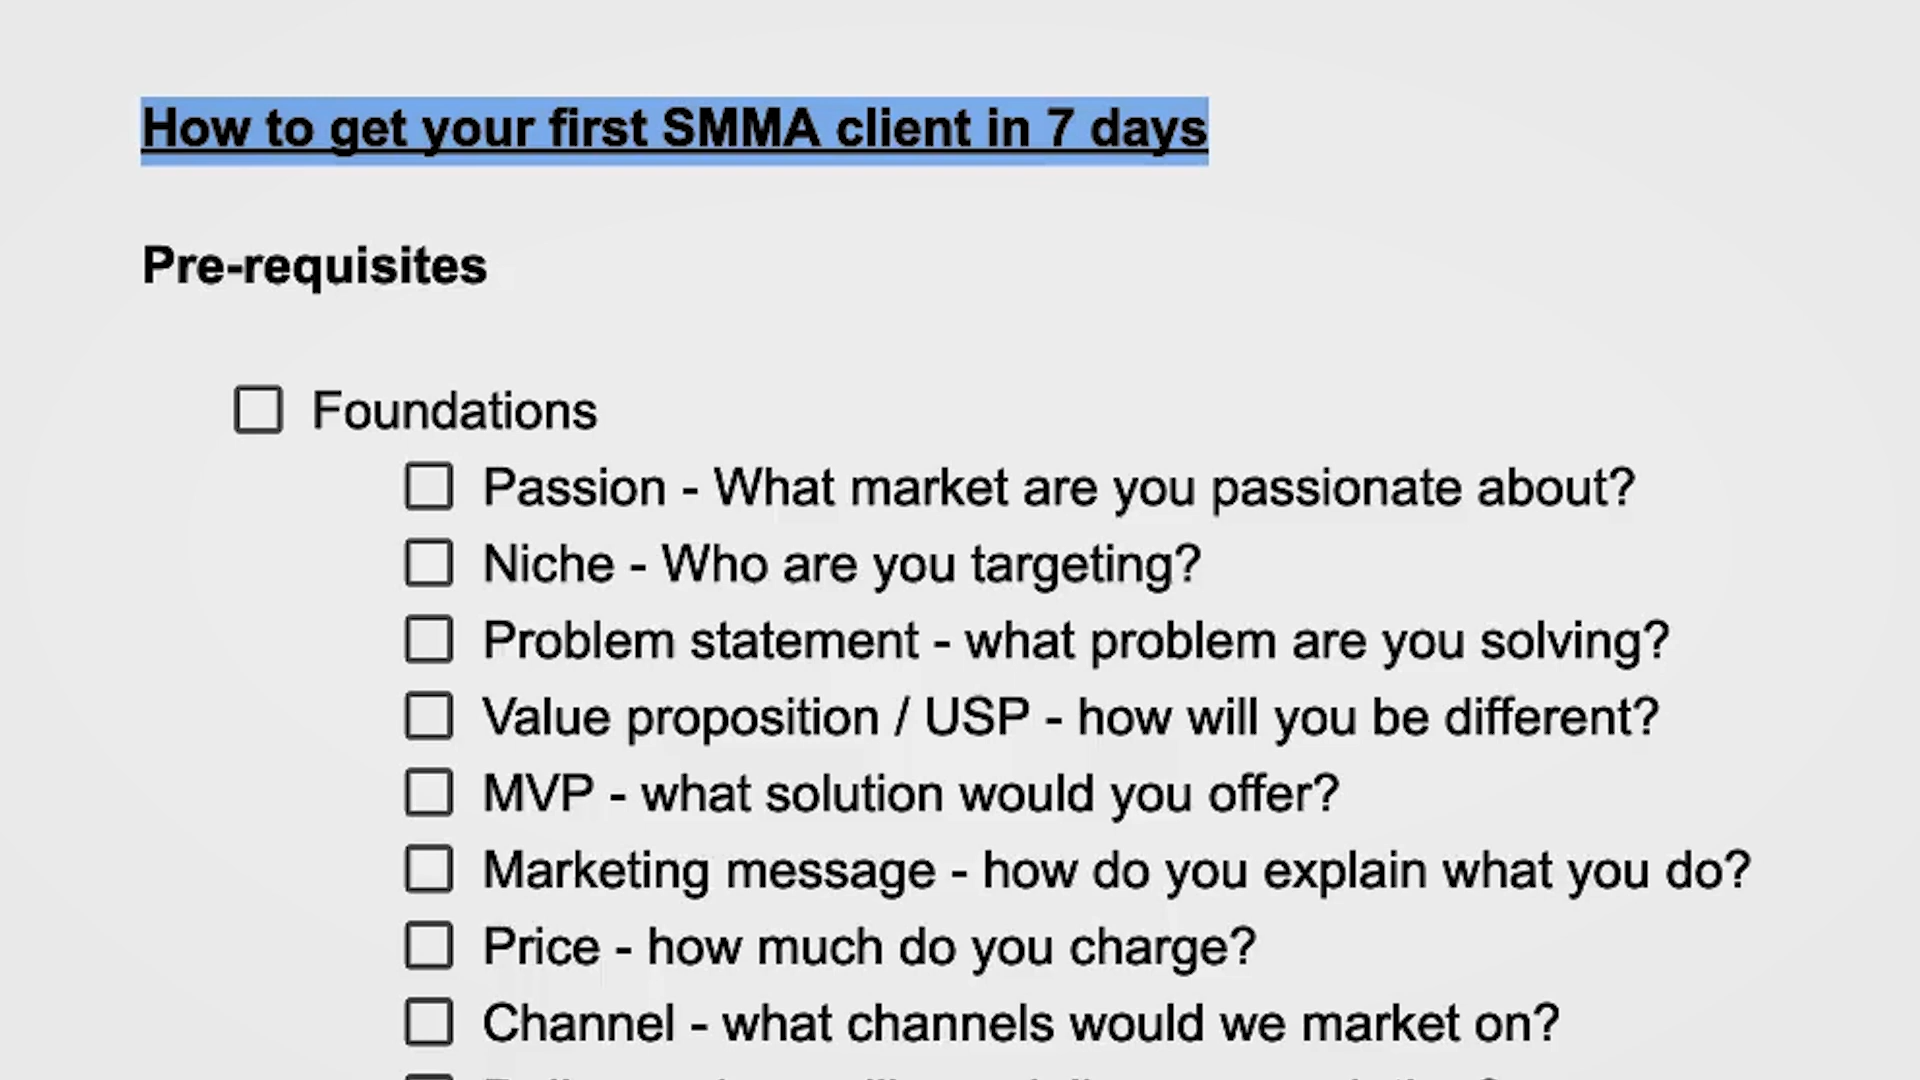 How to get your first SMMA client in 7 days
Pre-requisites
Foundations
Passion - What market are you passionate about?
Niche - Who are you targeting?
Problem statement - what problem are you solving?
Value proposition / USP - how will you be different?
MVP - what solution would you offer?
Marketing message - how do you explain what you do?
Price - how much do you charge?
Channel - what channels would we market on?